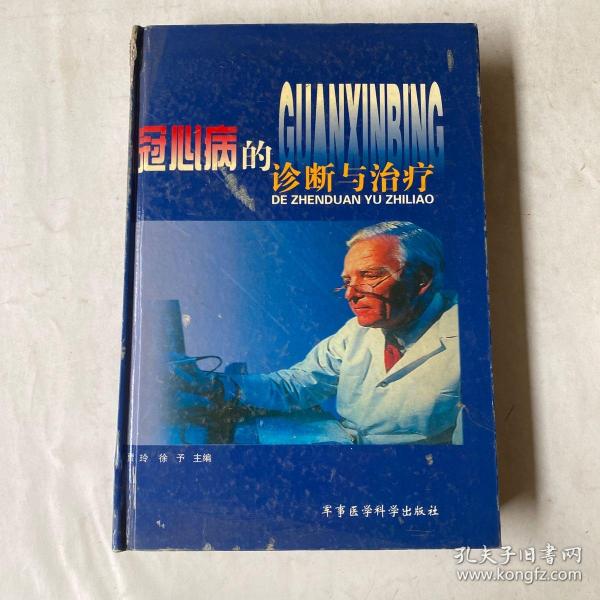 GUANXINBING
冠心病的
诊断与治疗
DE ZHENDUAN YU ZHILIAO
玲 徐 予 主编
军事医学科学出版社
孔夫子旧书网
www.kongfz.com